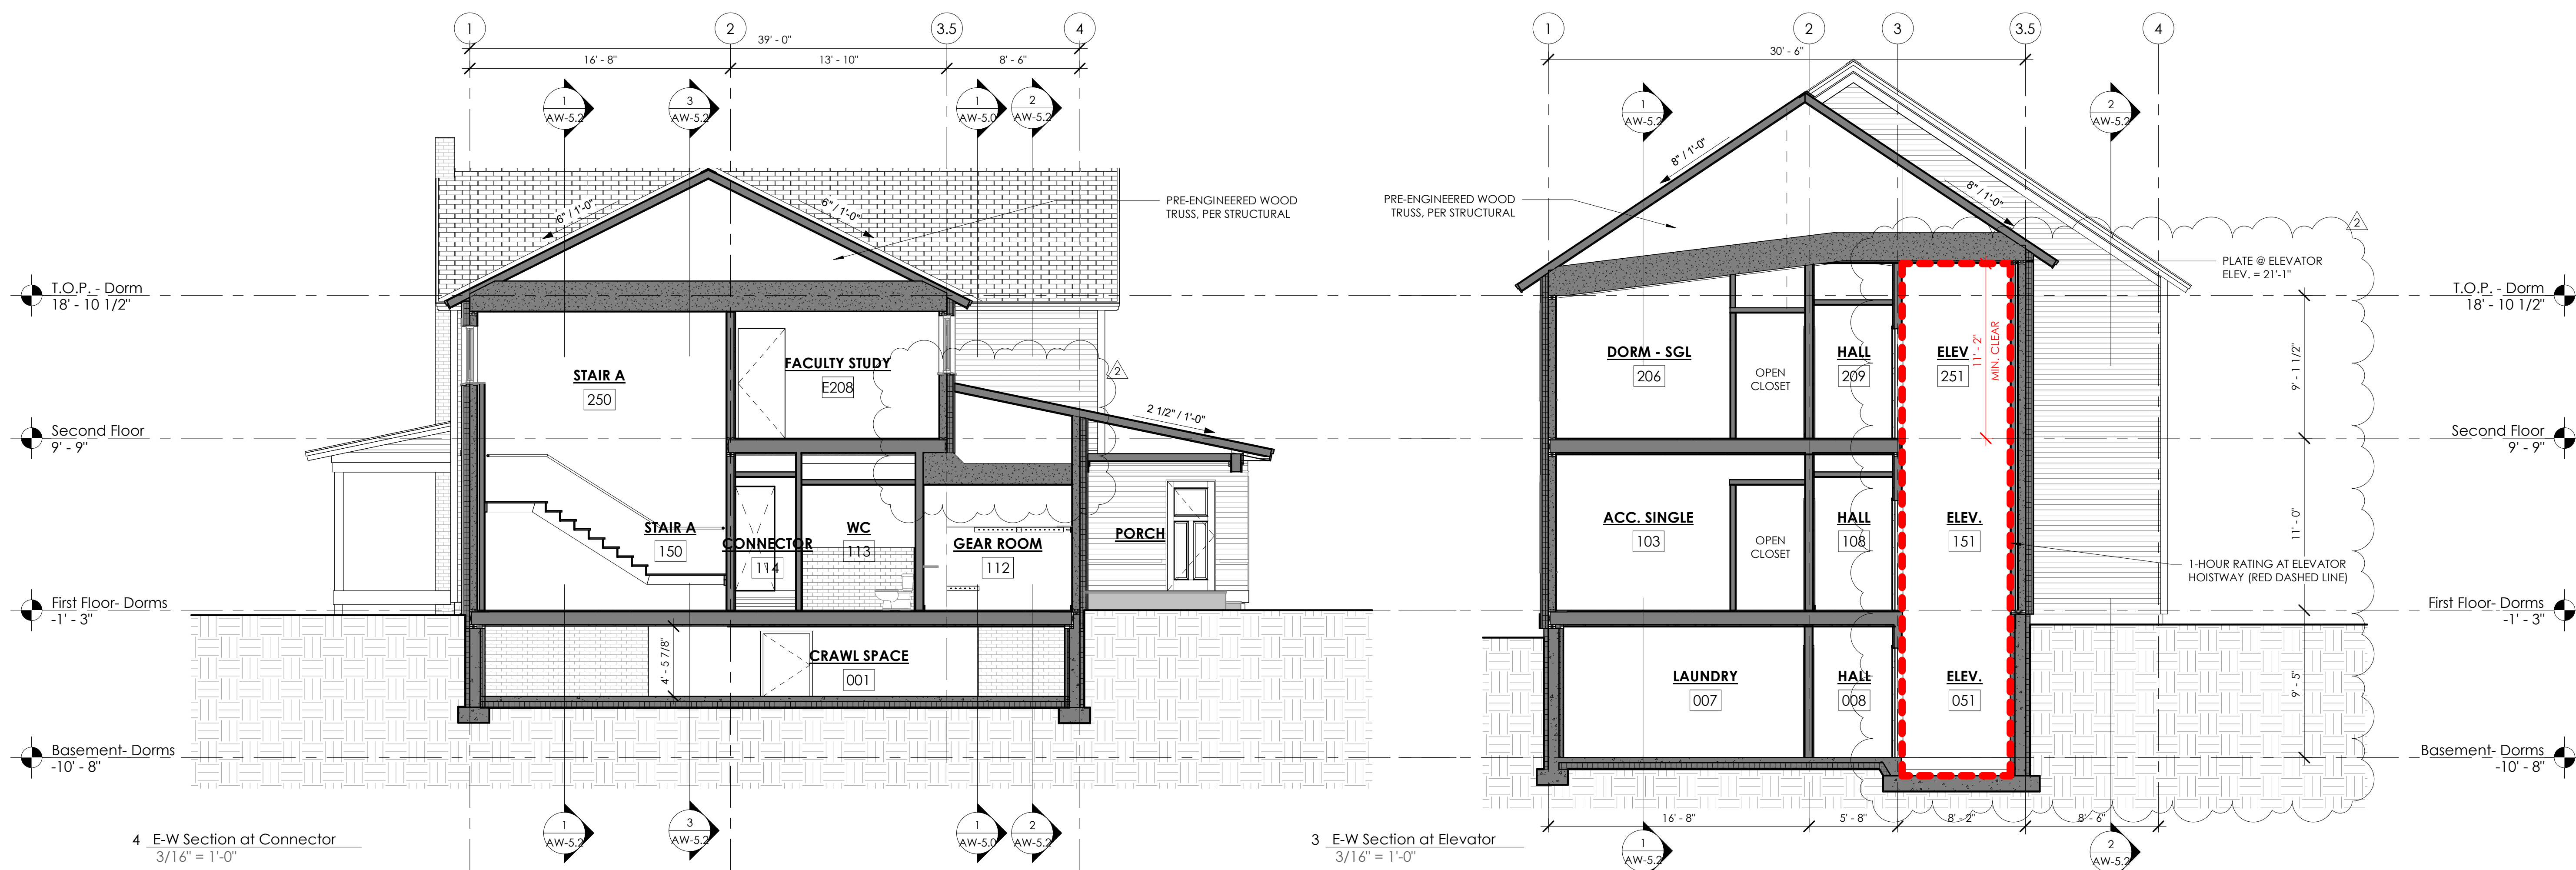 1
2
3.5
4
39' - 0"
16' - 8"
13' - 10"
8' - 6"
1
AW-5.2
3
AW-5.2
1
AW-5.0
2
AW-5.2
6" / 1'-0"
6" / 1'-0"
PRE-ENGINEERED WOOD
TRUSS, PER STRUCTURAL
T.O.P. - Dorm
18' - 10 1/2"
STAIR A
250
FACULTY STUDY
E208
2
2 1/2" / 1'-0"
Second Floor
9' - 9"
STAIR A
150
CONNECTOR
114
WC
113
GEAR ROOM
112
PORCH
First Floor- Dorms
-1' - 3"
4' - 5 7/8"
CRAWL SPACE
001
Basement- Dorms
-10' - 8"
1
AW-5.2
3
AW-5.2
1
AW-5.0
2
AW-5.2
4 E-W Section at Connector
3/16" = 1'-0"
1
2
3
3.5
4
30' - 6"
1
AW-5.2
2
AW-5.2
8" / 1'-0"
8" / 1'-0"
PRE-ENGINEERED WOOD
TRUSS, PER STRUCTURAL
2
PLATE @ ELEVATOR
ELEV. = 21'-1"
T.O.P. - Dorm
18' - 10 1/2"
DORM - SGL
206
OPEN
CLOSET
HALL
209
ELEV
251
11' - 2"
MIN. CLEAR
9' - 1 1/2"
Second Floor
9' - 9"
ACC. SINGLE
103
OPEN
CLOSET
HALL
108
ELEV.
151
11' - 0"
1-HOUR RATING AT ELEVATOR
HOISTWAY (RED DASHED LINE)
First Floor- Dorms
-1' - 3"
LAUNDRY
007
HALL
008
ELEV.
051
9' - 5"
Basement- Dorms
-10' - 8"
16' - 8"
5' - 8"
8' - 2"
8' - 6"
1
AW-5.2
2
AW-5.2
3 E-W Section at Elevator
3/16" = 1'-0"